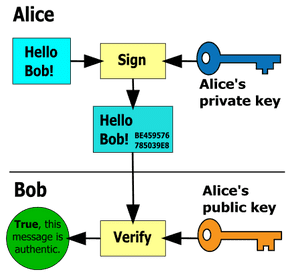 Alice
Hello
Bob!
Sign
Alice's
private key
Hello
Bob!
BE459576
785039E8
Bob
Alice's
public key
True, this
message is
authentic.
Verify